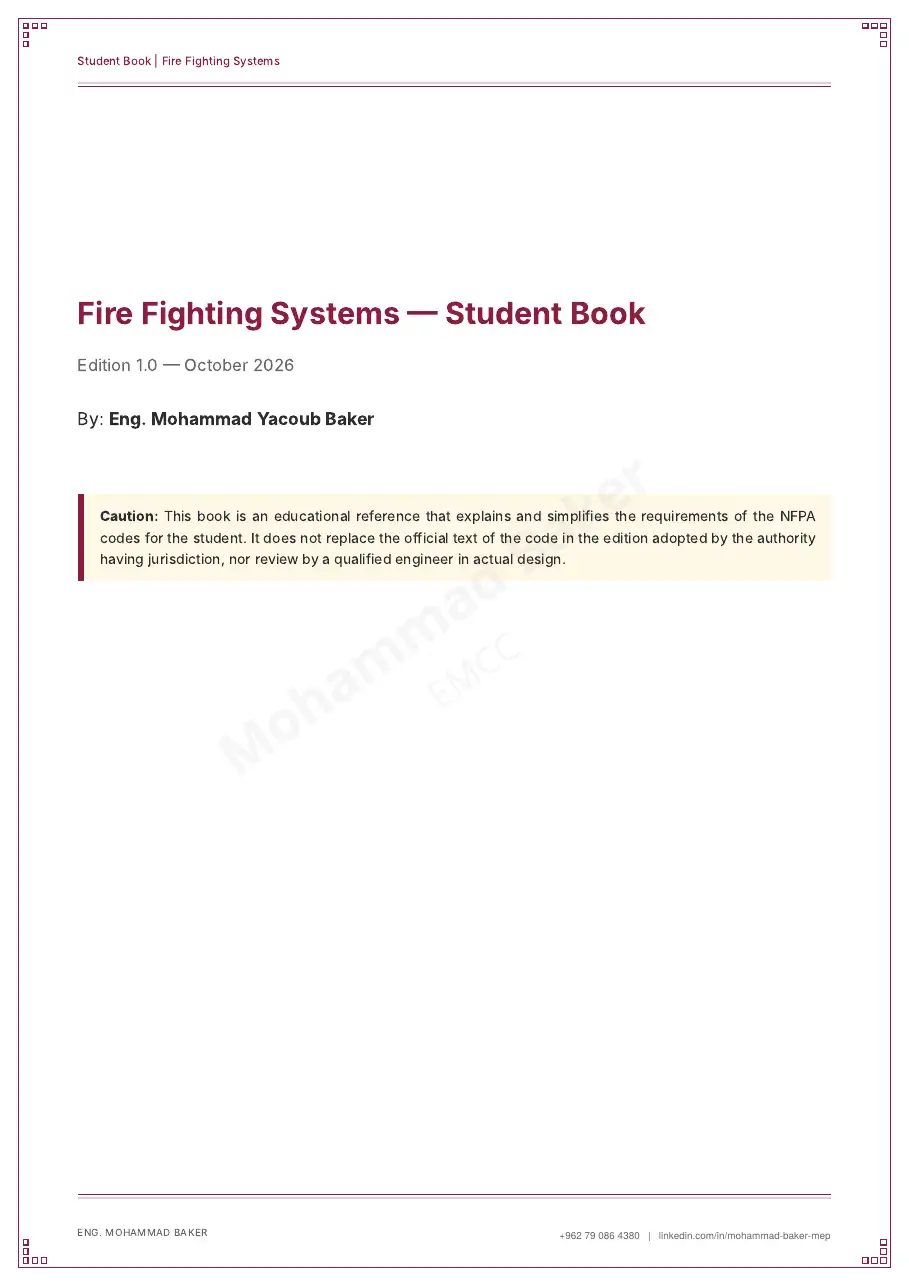 Student Book | Fire Fighting Systems
Fire Fighting Systems — Student Book
Edition 1.0 — October 2026
By: Eng. Mohammad Yacoub Baker
Caution: This book is an educational reference that explains and simplifies the requirements of the NFPA
codes for the student. It does not replace the official text of the code in the edition adopted by the authority
having jurisdiction, nor review by a qualified engineer in actual design.
Mohammad Baker
EMCC
ENG. MOHAMMAD BAKER
+962 79 086 4380 | linkedin.com/in/mohammad-baker-mep